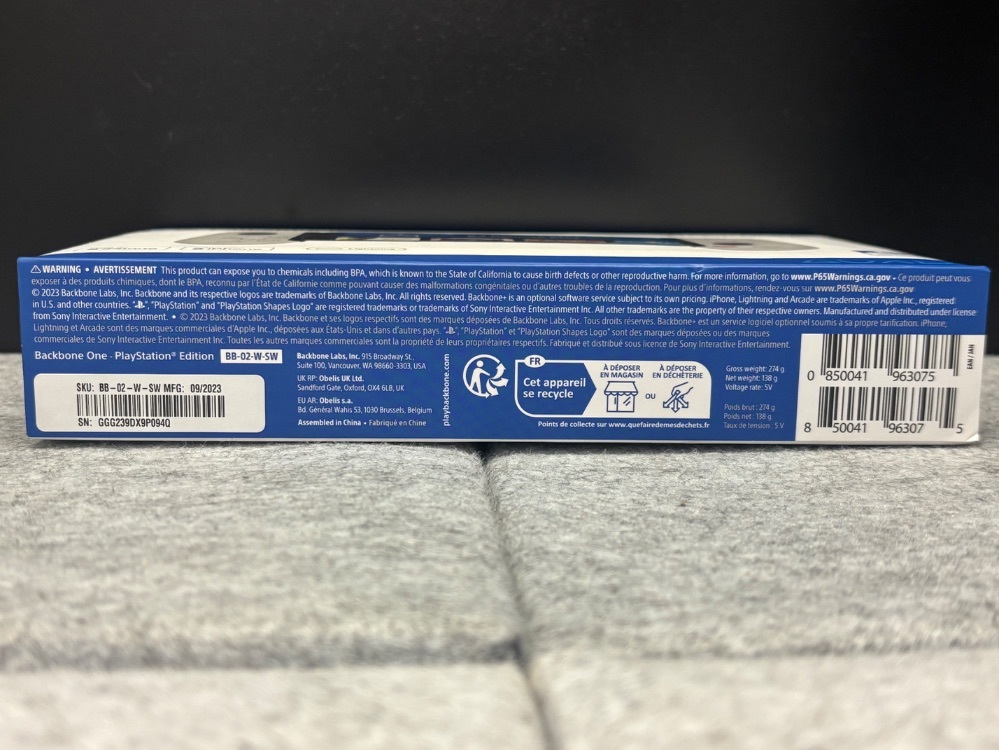 ⚠ WARNING • AVERTISSEMENT This product can expose you to chemicals including BPA, which is known to the State of California to cause birth defects or other reproductive harm. For more information, go to www.P65Warnings.ca.gov - Ce produit peut vous
exposer à des produits chimiques, dont le BPA, reconnu par l'État de Californie comme pouvant causer des malformations congénitales ou d'autres troubles de la reproduction. Pour plus d'informations, rendez-vous sur www.P65Warnings.ca.gov
© 2023 Backbone Labs, Inc. Backbone and its respective logos are trademarks of Backbone Labs, Inc. All rights reserved. Backbone+ is an optional software service subject to its own pricing. iPhone, Lightning and Arcade are trademarks of Apple Inc., registered
in U.S. and other countries. " ", "PlayStation" and "PlayStation Shapes Logo" are registered trademarks or trademarks of Sony Interactive Entertainment Inc. All other trademarks are the property of their respective owners. Manufactured and distributed under license
from Sony Interactive Entertainment. • © 2023 Backbone Labs, Inc. Backbone et ses logos respectifs sont des marques déposées de Backbone Labs, Inc. Tous droits réservés. Backbone+ est un service logiciel optionnel soumis à sa propre tarification. iPhone,
Lightning et Arcade sont des marques commerciales d'Apple Inc., déposées aux États-Unis et dans d'autres pays. " ", "PlayStation" et "PlayStation Shapes Logo" sont des marques déposées ou des marques
commerciales de Sony Interactive Entertainment Inc. Toutes les autres marques commerciales sont la propriété de leurs propriétaires respectifs. Fabriqué et distribué sous licence de Sony Interactive Entertainment.
Backbone One - PlayStation® Edition BB-02-W-SW
SKU: BB-02-W-SW MFG: 09/2023
SN: GGG239DX9P094Q
Backbone Labs, Inc. 915 Broadway St.,
Suite 100, Vancouver, WA 98660-3303, USA
UK RP: Obelis UK Ltd.
Sandford Gate, Oxford, OX4 6LB, UK
EU AR: Obelis s.a.
Bd. Général Wahis 53, 1030 Brussels, Belgium
Assembled in China • Fabriqué en Chine
playbackbone.com
FR
Cet appareil
se recycle
À DÉPOSER
EN MAGASIN
OU
À DÉPOSER
EN DÉCHÈTERIE
Points de collecte sur www.quefairedemesdechets.fr
Gross weight: 274 g
Net weight: 138 g
Voltage rate: 5V
Poids brut : 274 g
Poids net : 138 g
Taux de tension : 5 V
0 850041 963075
EAN / JAN
8 50041 96307 5